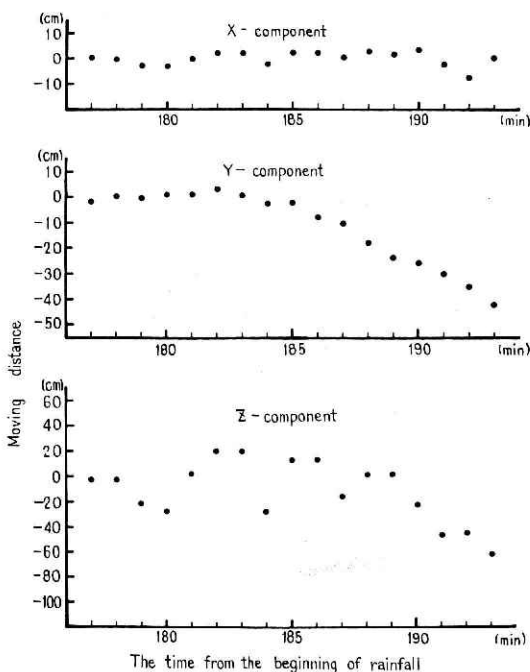 (cm)
X - component
10
0
-10
180
185
190
(min)
(cm)
Y - component
10
0
-10
-20
-30
-40
-50
180
185
190
(min)
Moving distance
(cm)
Z - component
60
40
20
0
-20
-40
-60
-80
-100
180
185
190
(min)
The time from the beginning of rainfall